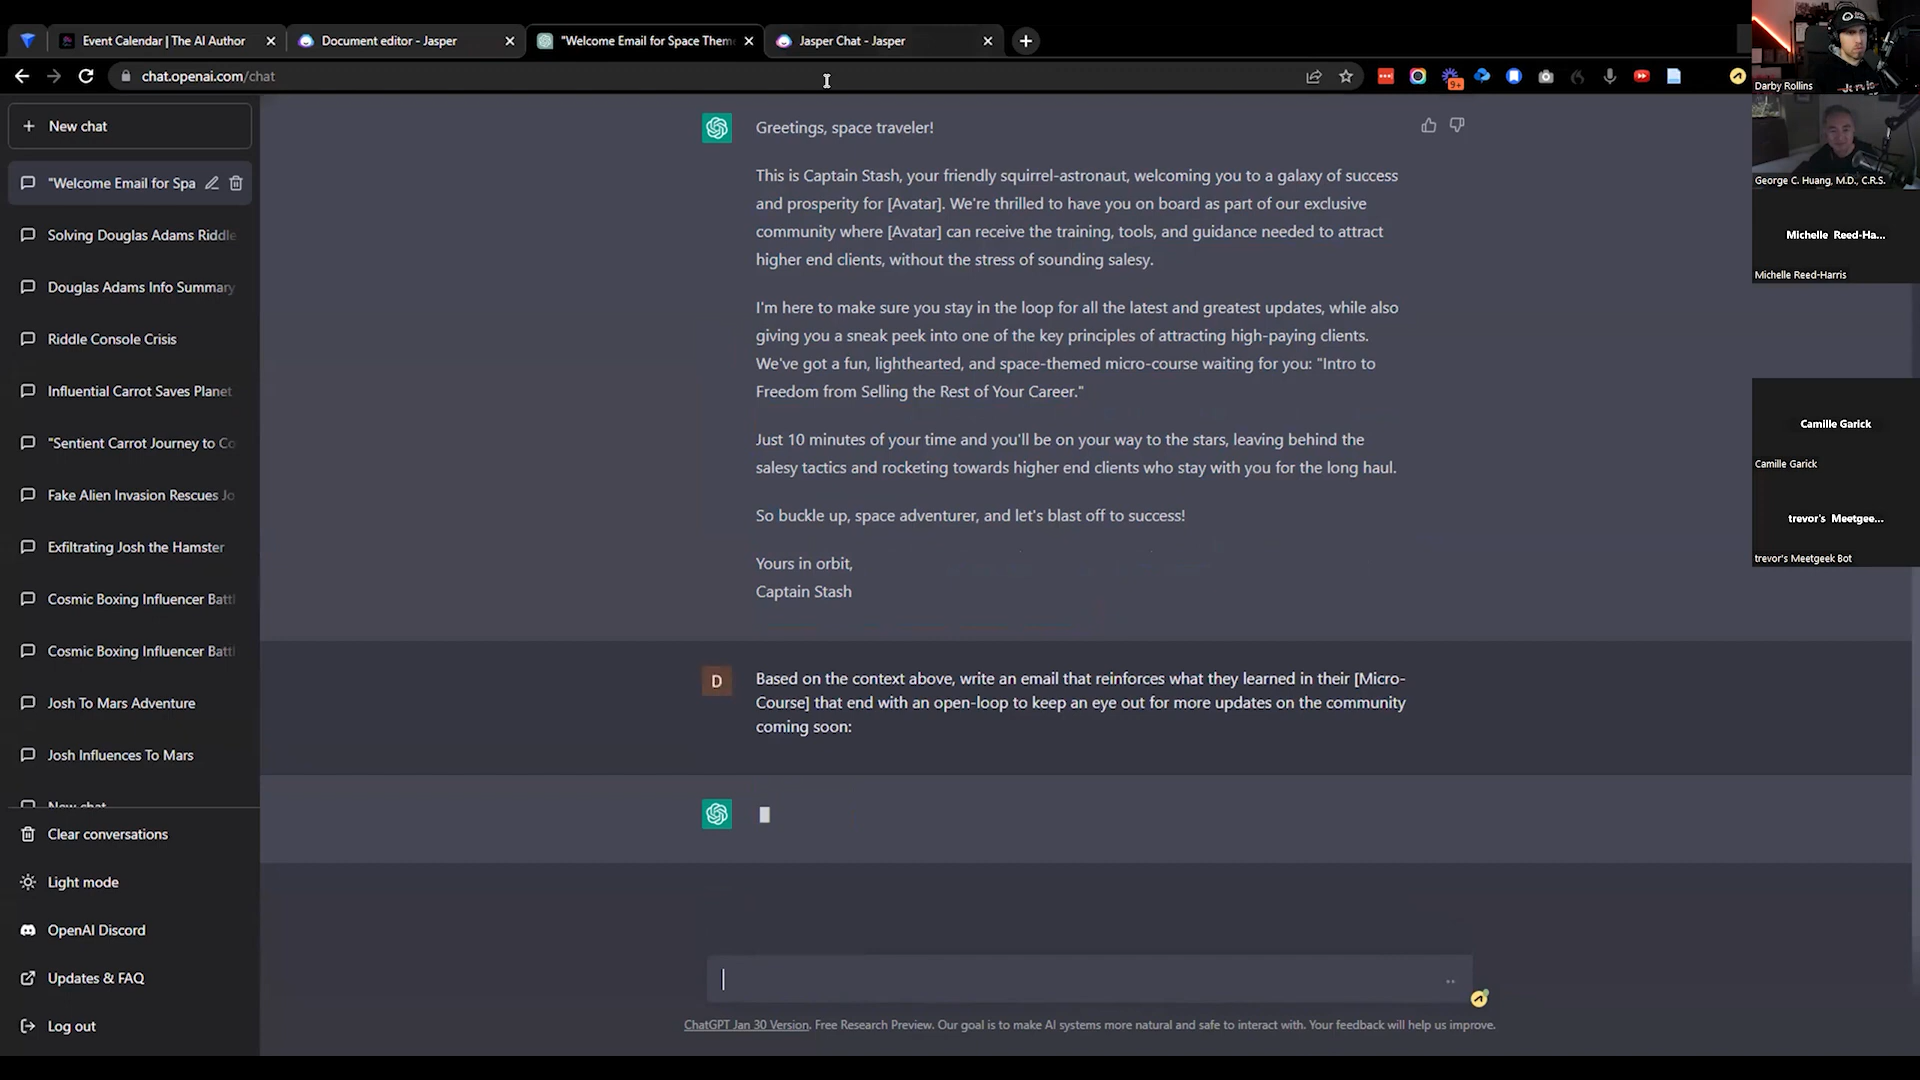 Event Calendar | The AI Author
Document editor - Jasper
"Welcome Email for Space Them
Jasper Chat - Jasper
chat.openai.com/chat
9+
New chat
"Welcome Email for Spa
Solving Douglas Adams Riddle
Douglas Adams Info Summary
Riddle Console Crisis
Influential Carrot Saves Planet
"Sentient Carrot Journey to Co
Fake Alien Invasion Rescues Jo
Exfiltrating Josh the Hamster
Cosmic Boxing Influencer Battl
Cosmic Boxing Influencer Battl
Josh To Mars Adventure
Josh Influences To Mars
New chat
Clear conversations
Light mode
OpenAI Discord
Updates & FAQ
Log out
Greetings, space traveler!
This is Captain Stash, your friendly squirrel-astronaut, welcoming you to a galaxy of success
and prosperity for [Avatar]. We're thrilled to have you on board as part of our exclusive
community where [Avatar] can receive the training, tools, and guidance needed to attract
higher end clients, without the stress of sounding salesy.
I'm here to make sure you stay in the loop for all the latest and greatest updates, while also
giving you a sneak peek into one of the key principles of attracting high-paying clients.
We've got a fun, lighthearted, and space-themed micro-course waiting for you: "Intro to
Freedom from Selling the Rest of Your Career."
Just 10 minutes of your time and you'll be on your way to the stars, leaving behind the
salesy tactics and rocketing towards higher end clients who stay with you for the long haul.
So buckle up, space adventurer, and let's blast off to success!
Yours in orbit,
Captain Stash
D
Based on the context above, write an email that reinforces what they learned in their [Micro-
Course] that end with an open-loop to keep an eye out for more updates on the community
coming soon:
ChatGPT Jan 30 Version. Free Research Preview. Our goal is to make AI systems more natural and safe to interact with. Your feedback will help us improve.
Darby Rollins
George C. Huang, M.D., C.R.S.
Michelle Reed-Ha...
Michelle Reed-Harris
Camille Garick
Camille Garick
trevor's Meetgee...
trevor's Meetgeek Bot